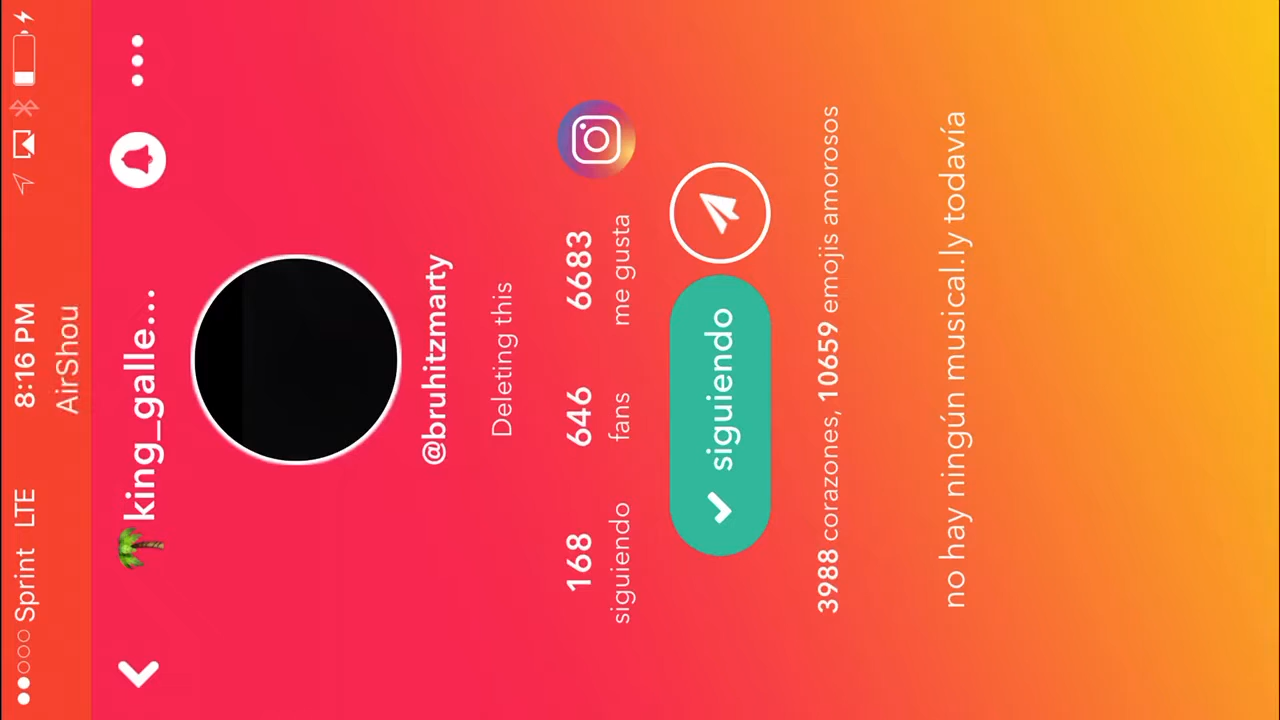 Sprint LTE 8:16 PM
AirShou
🌴king_galle...
@bruhitzmarty
Deleting this
168 646 6683
siguiendo fans me gusta
siguiendo
3988 corazones, 10659 emojis amorosos
no hay ningún musical.ly todavía